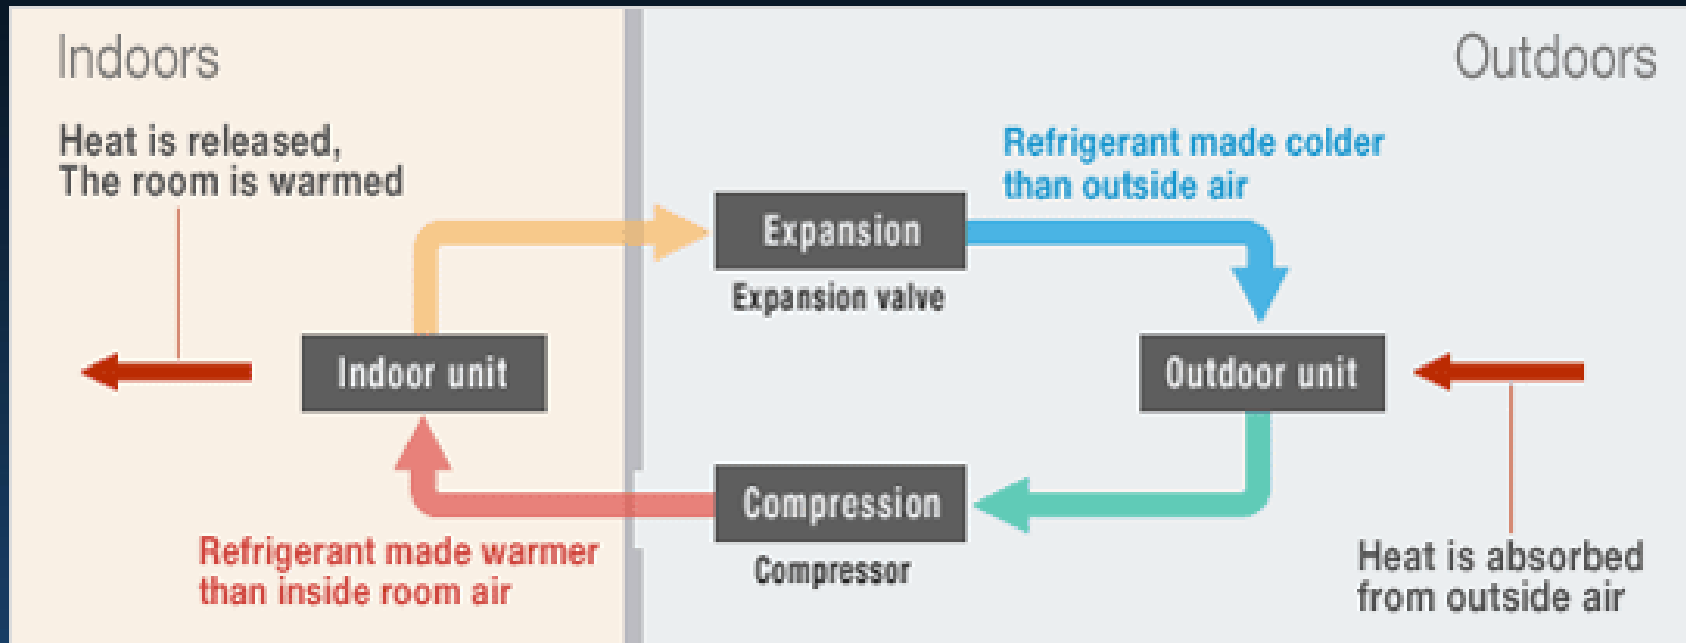 Indoors
Outdoors
Heat is released,
The room is warmed
Refrigerant made colder
than outside air
Expansion
Expansion valve
Indoor unit
Outdoor unit
Compression
Compressor
Refrigerant made warmer
than inside room air
Heat is absorbed
from outside air